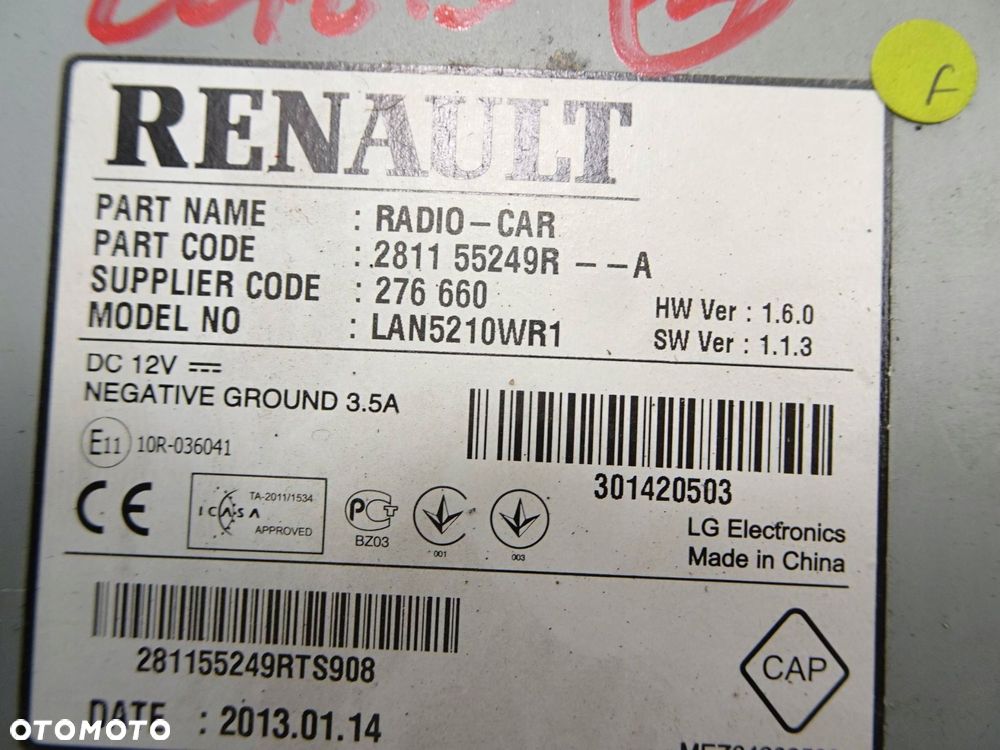 F
RENAULT
PART NAME : RADIO-CAR
PART CODE : 2811 55249R --A
SUPPLIER CODE : 276 660
MODEL NO : LAN5210WR1
HW Ver : 1.6.0
SW Ver : 1.1.3
DC 12V
NEGATIVE GROUND 3.5A
E11 10R-036041
301420503
LG Electronics
Made in China
CE
TA-2011/1534
ICASA
APPROVED
PCT
BZ03
001
003
281155249RTS908
CAP
DATE : 2013.01.14
OTOMOTO